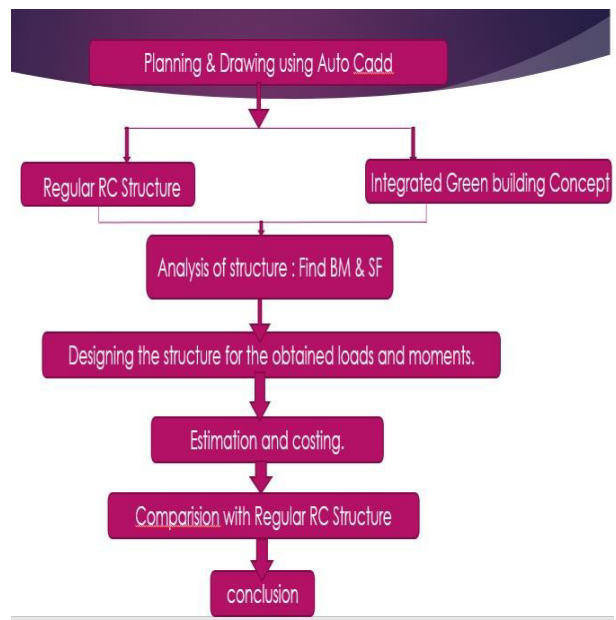 Planning & Drawing using Auto Cadd
Regular RC Structure
Integrated Green building Concept
Analysis of structure : Find BM & SF
Designing the structure for the obtained loads and moments.
Estimation and costing.
Comparision with Regular RC Structure
conclusion